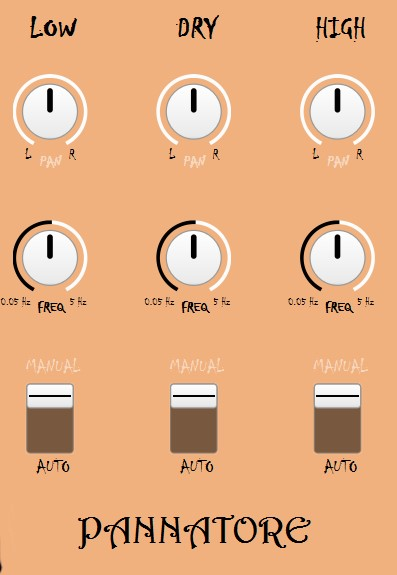 LOW DRY HIGH
L R L R L R
PAN PAN PAN
0.05 Hz FREQ 5 Hz 0.05 Hz FREQ 5 Hz 0.05 Hz FREQ 5 Hz
MANUAL MANUAL MANUAL
AUTO AUTO AUTO
PANNATORE